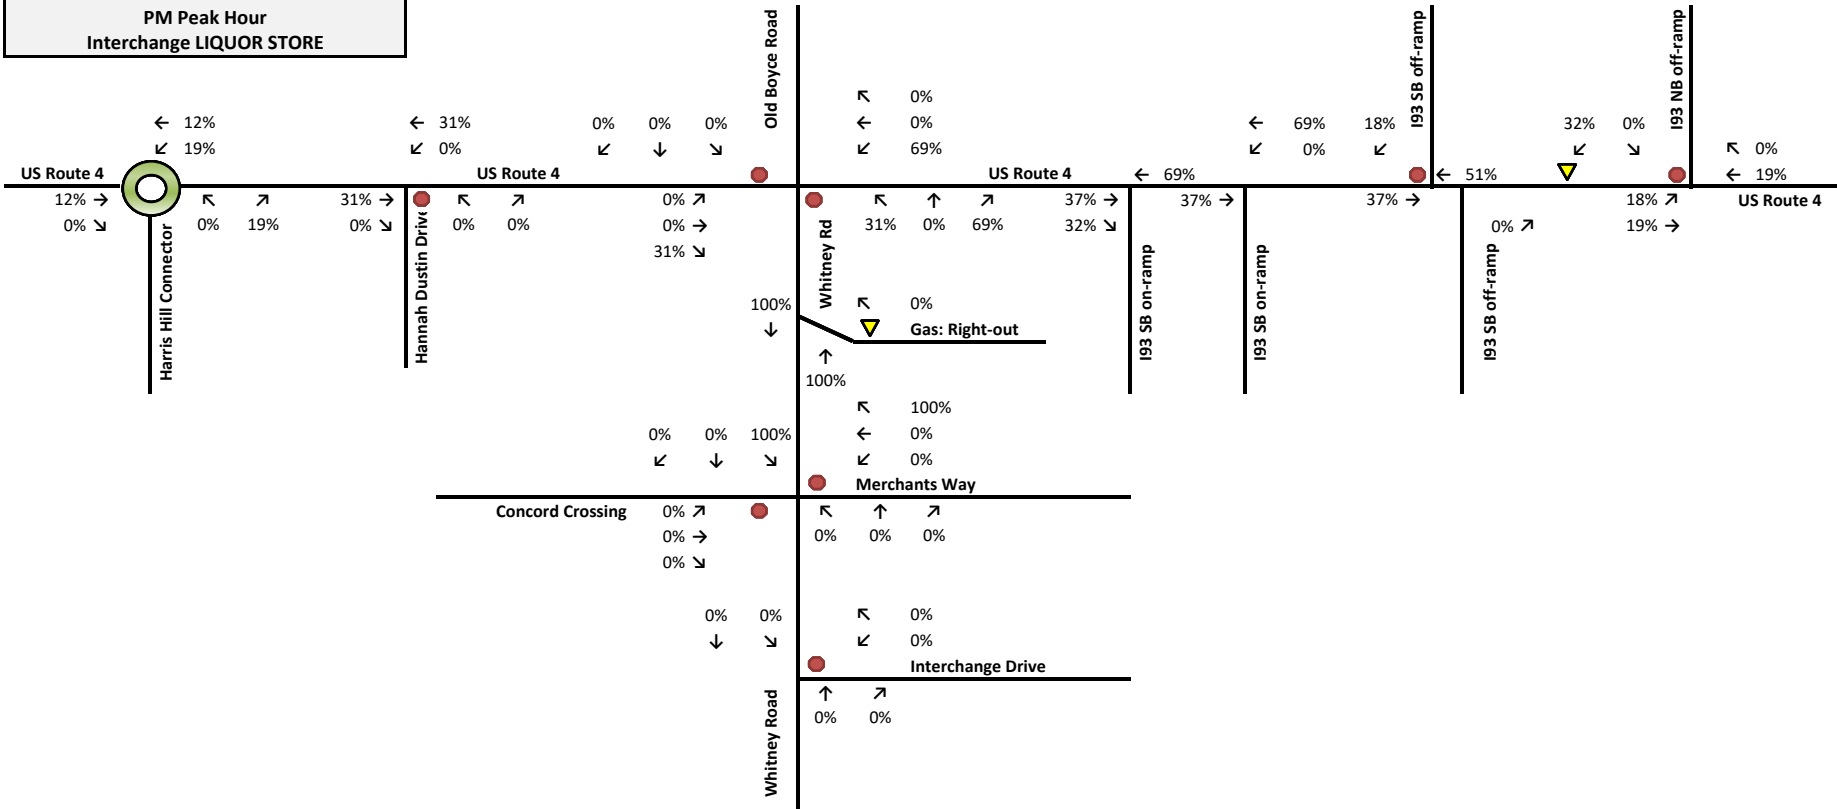 PM Peak Hour
Interchange LIQUOR STORE
Old Boyce Road
I93 SB off-ramp
I93 NB off-ramp
↖ 0%
← 12%
← 31%
0% 0% 0%
← 0%
← 69% 18%
32% 0%
↙ 19%
↙ 0%
↙ ↓ ↘
↙ 69%
↙ 0% ↙
↙ ↘
↖ 0%
US Route 4
US Route 4
US Route 4
← 69%
← 51%
← 19%
12% →
↖ ↗
31% →
↖ ↗
0% ↗
↖ ↑ ↗
37% →
37% →
37% →
18% ↗
US Route 4
0% ↘
0% 19%
0% ↘
0% 0%
0% →
31% 0% 69%
32% ↘
0% ↗
19% →
31% ↘
Harris Hill Connector
Hannah Dustin Drive
Whitney Rd
I93 SB on-ramp
I93 SB on-ramp
I93 SB off-ramp
100%
↖ 0%
↓
Gas: Right-out
↑
100%
↖ 100%
0% 0% 100%
← 0%
↙ ↓ ↘
↙ 0%
Merchants Way
Concord Crossing
0% ↗
↖ ↑ ↗
0% →
0% 0% 0%
0% ↘
0% 0%
↖ 0%
↓ ↘
↙ 0%
Interchange Drive
↑ ↗
0% 0%
Whitney Road